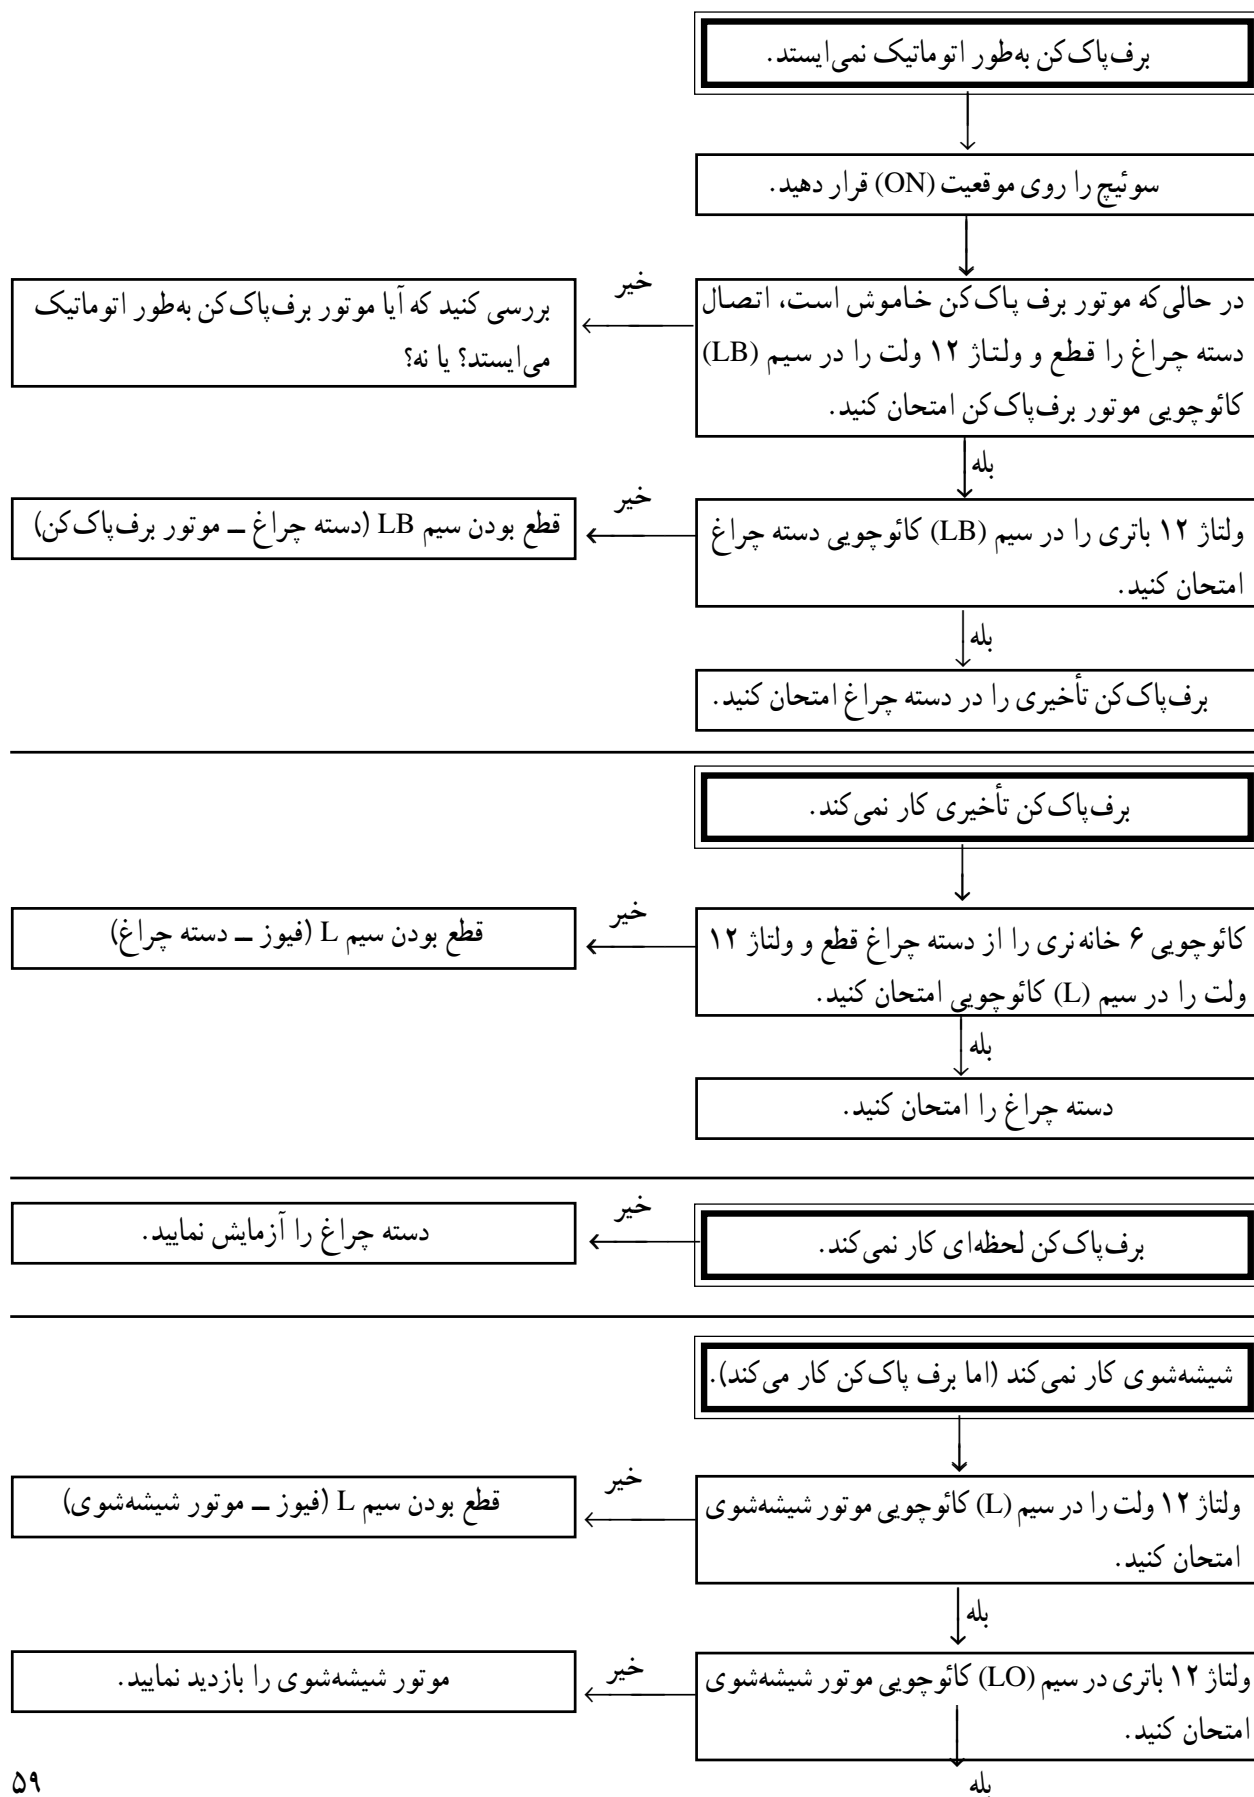 برف‌پاک‌کن به‌طور اتوماتیک نمی‌ایستد.
سوئیچ را روی موقعیت (ON) قرار دهید.
در حالی‌که موتور برف پاک‌کن خاموش است، اتصال
دسته چراغ را قطع و ولتاژ ۱۲ ولت را در سیم (LB)
کائوچویی موتور برف‌پاک‌کن امتحان کنید.
خیر
بررسی کنید که آیا موتور برف‌پاک‌کن به‌طور اتوماتیک
می‌ایستد؟ یا نه؟
بله
ولتاژ ۱۲ باتری را در سیم (LB) کائوچویی دسته چراغ
امتحان کنید.
خیر
قطع بودن سیم LB (دسته چراغ ــ موتور برف‌پاک‌کن)
بله
برف‌پاک‌کن تأخیری را در دسته چراغ امتحان کنید.
برف‌پاک‌کن تأخیری کار نمی‌کند.
کائوچویی ۶ خانه نری را از دسته چراغ قطع و ولتاژ ۱۲
ولت را در سیم (L) کائوچویی امتحان کنید.
خیر
قطع بودن سیم L (فیوز ــ دسته چراغ)
بله
دسته چراغ را امتحان کنید.
برف‌پاک‌کن لحظه‌ای کار نمی‌کند.
خیر
دسته چراغ را آزمایش نمایید.
شیشه‌شوی کار نمی‌کند (اما برف پاک‌کن کار می‌کند).
ولتاژ ۱۲ ولت را در سیم (L) کائوچویی موتور شیشه‌شوی
امتحان کنید.
خیر
قطع بودن سیم L (فیوز ــ موتور شیشه‌شوی)
بله
ولتاژ ۱۲ باتری در سیم (LO) کائوچویی موتور شیشه‌شوی
امتحان کنید.
خیر
موتور شیشه‌شوی را بازدید نمایید.
بله
۵۹